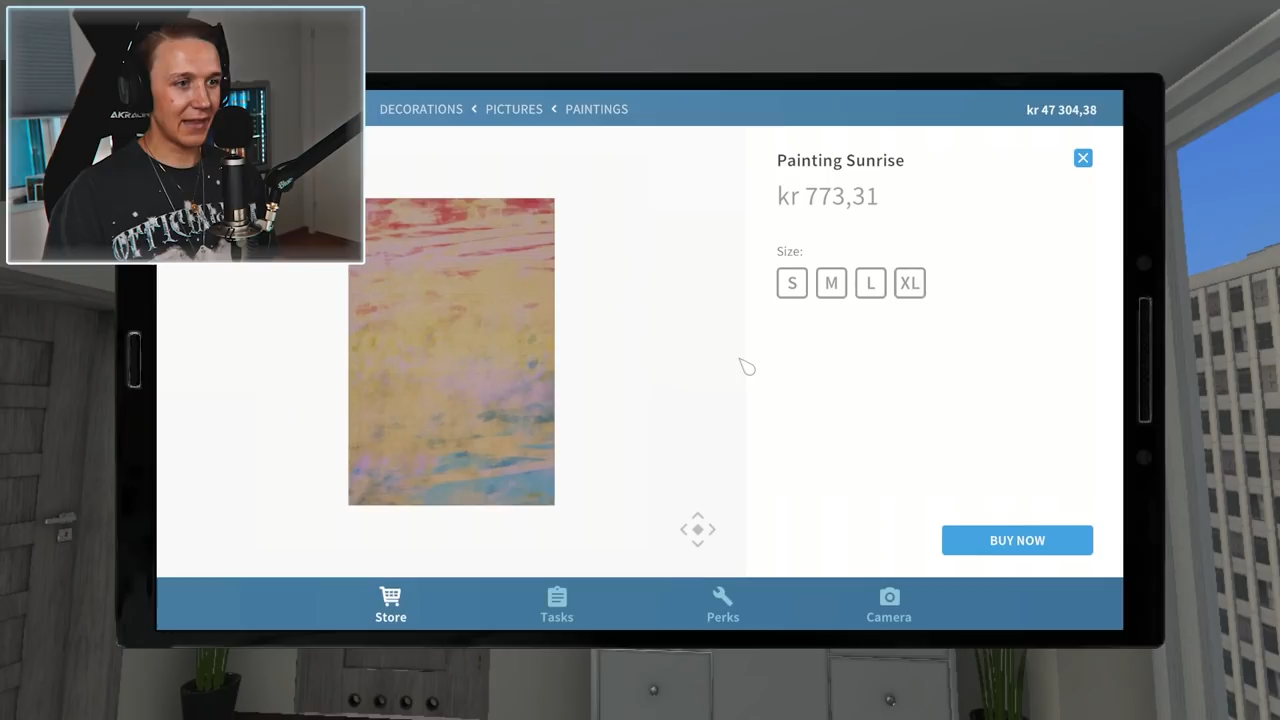 DECORATIONS < PICTURES < PAINTINGS
kr 47 304,38
Painting Sunrise
kr 773,31
Size:
S M L XL
BUY NOW
Store
Tasks
Perks
Camera